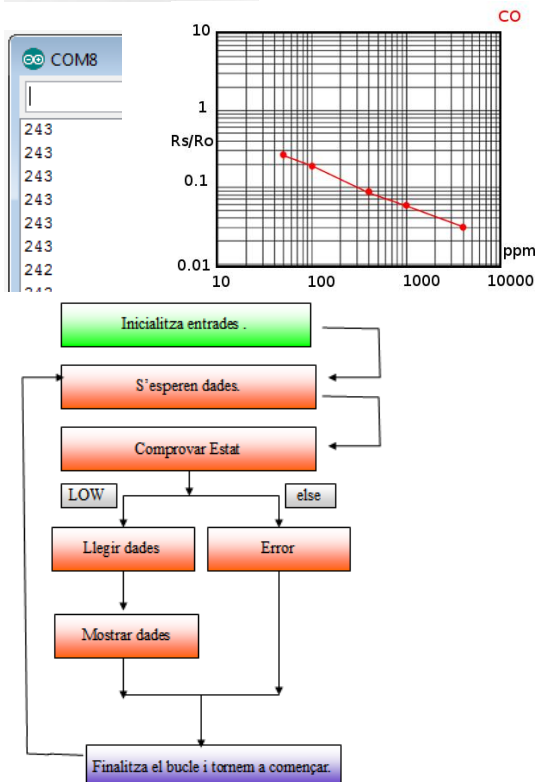 COM8
243
243
243
243
243
243
242
CO
10
1
Rs/Ro
0.1
0.01
ppm
10
100
1000
10000
Inicialitza entrades .
S'esperen dades.
Comprovar Estat
LOW
else
Llegir dades
Error
Mostrar dades
Finalitza el bucle i tornem a començar.